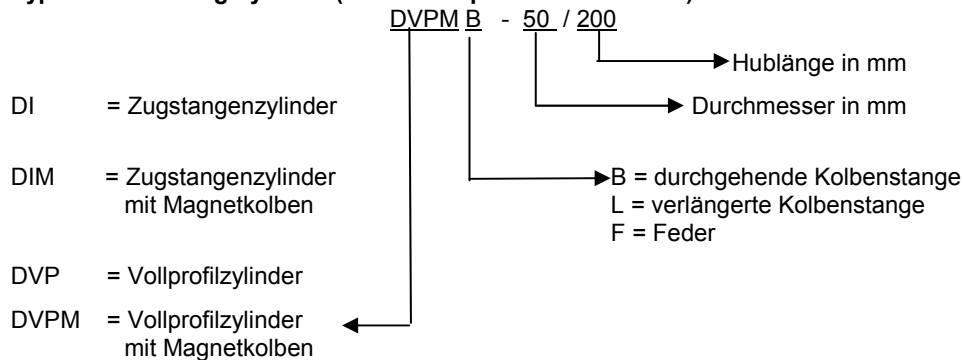 DVPM B - 50 / 200
Hublänge in mm
DI = Zugstangenzylinder
Durchmesser in mm
DIM = Zugstangenzylinder
mit Magnetkolben
B = durchgehende Kolbenstange
L = verlängerte Kolbenstange
F = Feder
DVP = Vollprofilzylinder
DVPM = Vollprofilzylinder
mit Magnetkolben